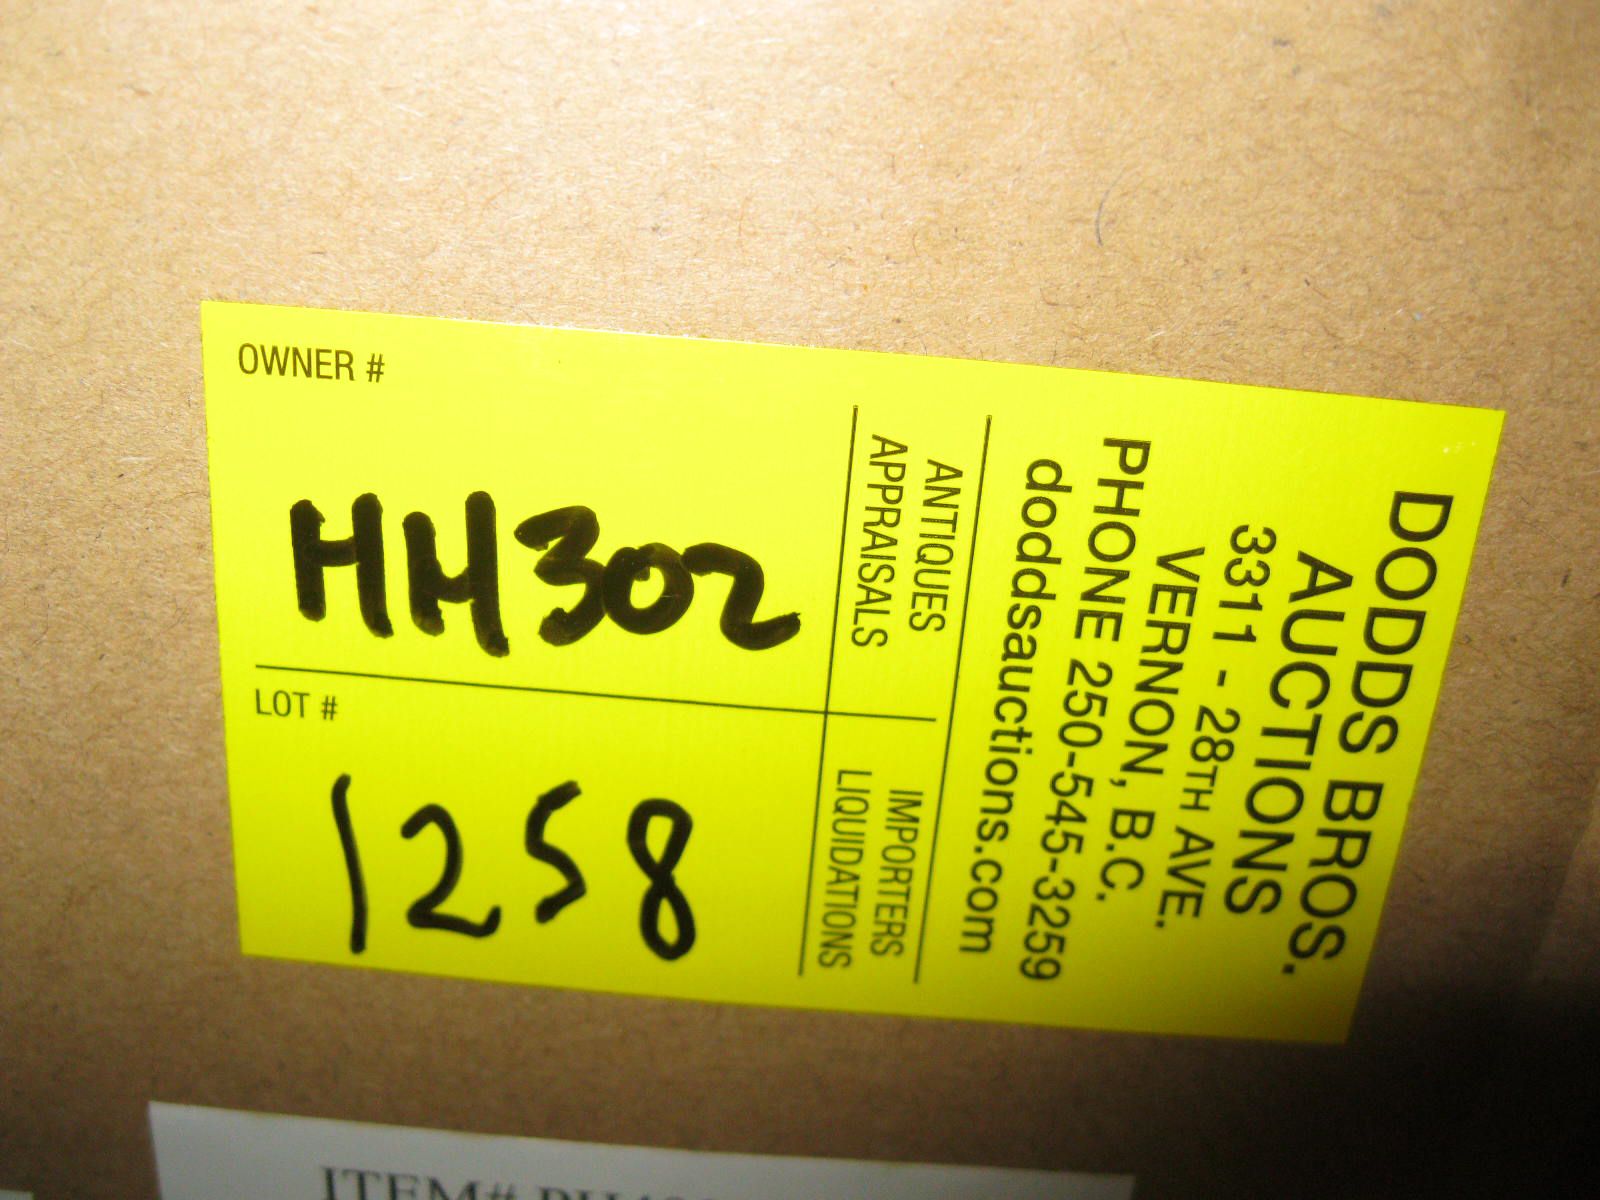 OWNER #
HH302
LOT #
1258
DODDS BROS.
AUCTIONS
3311 - 28TH AVE.
VERNON, B.C.
PHONE 250-545-3259
doddsauctions.com
ANTIQUES
APPRAISALS
IMPORTERS
LIQUIDATIONS
ITEM#